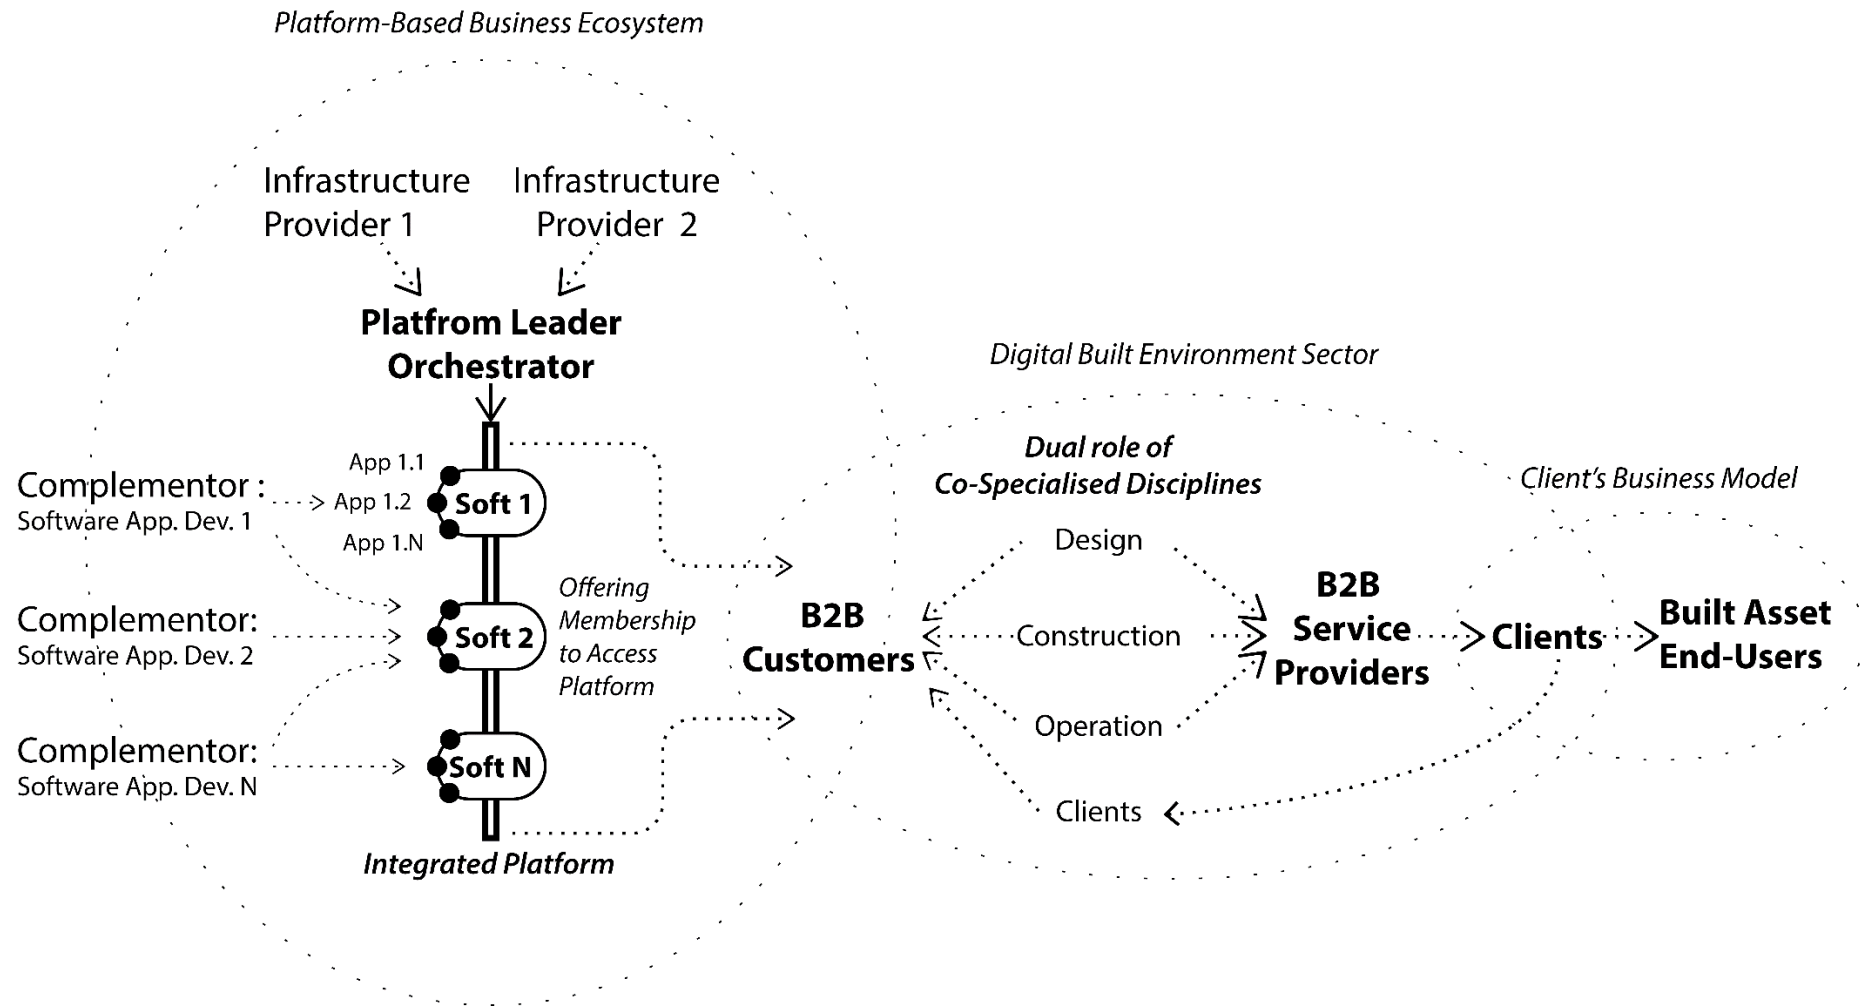 Platform-Based Business Ecosystem
Infrastructure
Provider 1
Infrastructure
Provider 2
Platfrom Leader
Orchestrator
Complementor :
Software App. Dev. 1
App 1.1
App 1.2
App 1.N
Soft 1
Complementor:
Software App. Dev. 2
Soft 2
Offering
Membership
to Access
Platform
Complementor:
Software App. Dev. N
Soft N
Integrated Platform
Digital Built Environment Sector
Dual role of
Co-Specialised Disciplines
B2B
Customers
Design
Construction
Operation
Clients
B2B
Service
Providers
Client’s Business Model
Clients
Built Asset
End-Users